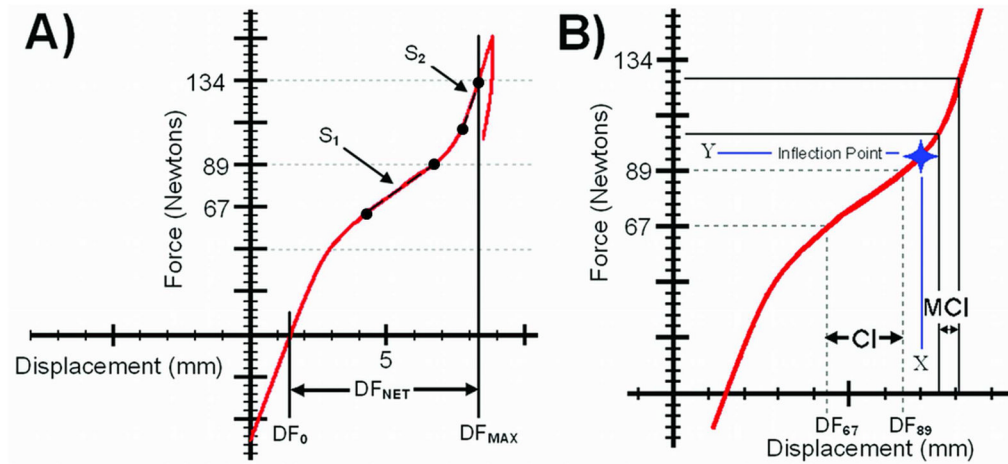 A)
Force (Newtons)
134
89
67
S1
S2
5
Displacement (mm)
DFNET
DF0
DFMAX
B)
Force (Newtons)
134
89
67
Y
Inflection Point
MCI
CI
X
DF67
DF89
Displacement (mm)